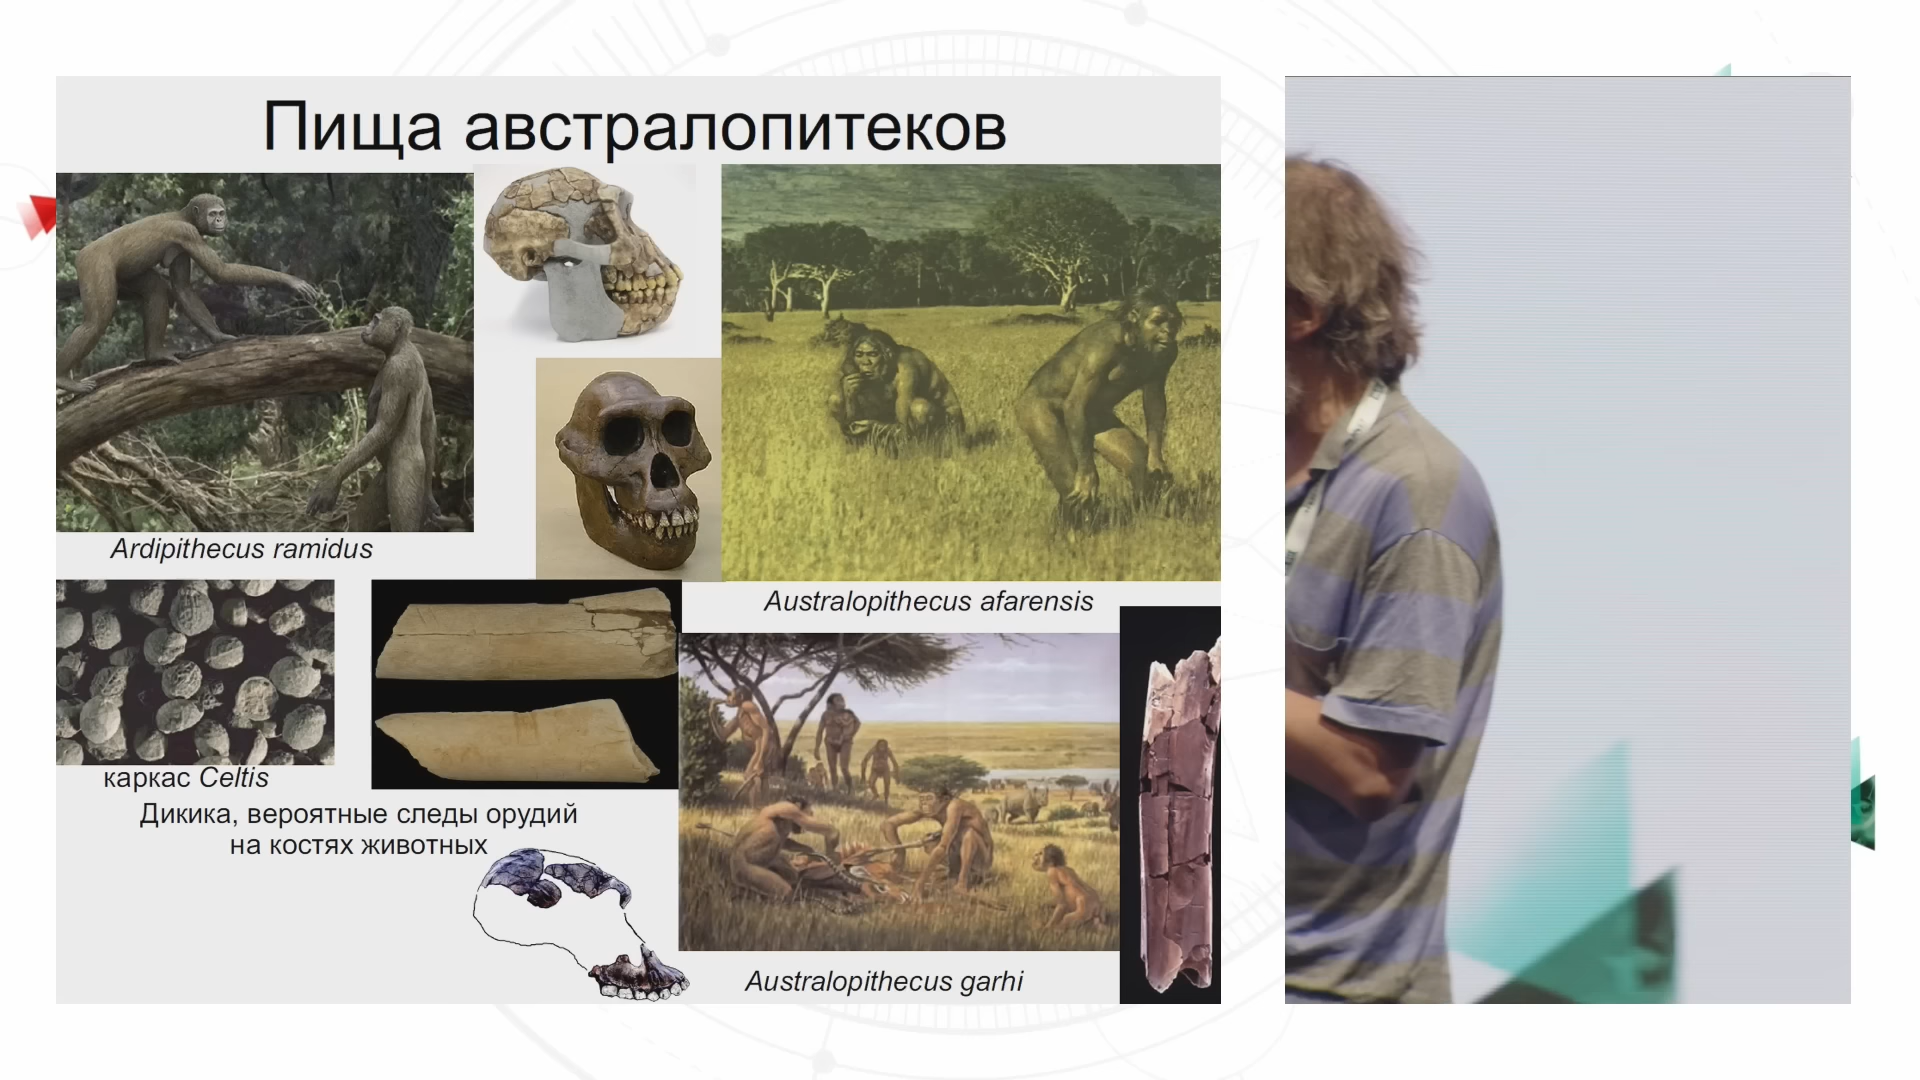 Пища австралопитеков
Ardipithecus ramidus
Australopithecus afarensis
каркас Celtis
Дикика, вероятные следы орудий
на костях животных
Australopithecus garhi